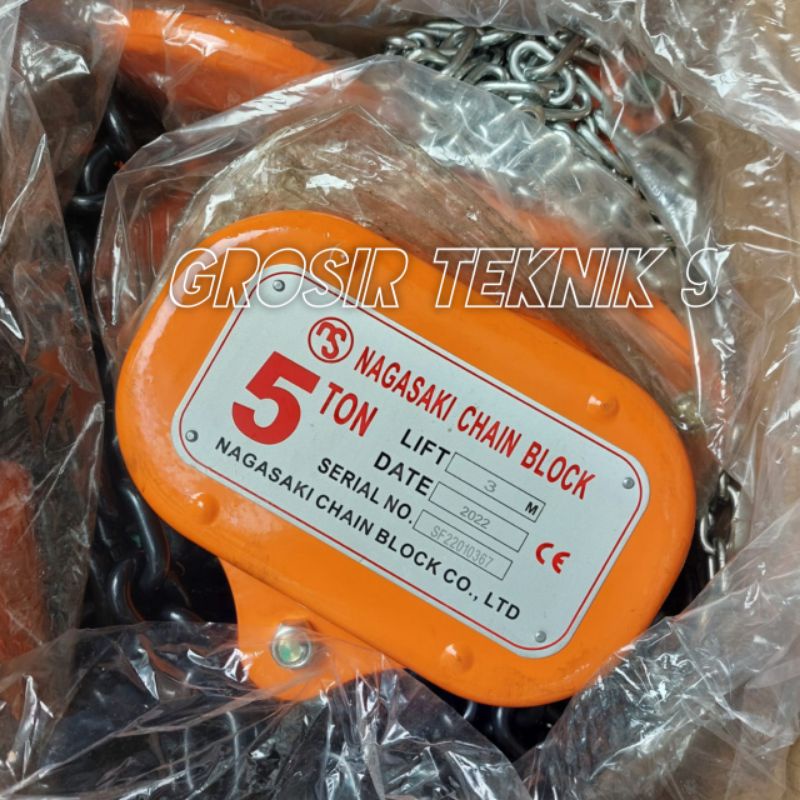 GROSIR TEKNIK 9
NS NAGASAKI CHAIN BLOCK
5 TON
LIFT 3 M
DATE 2022
SERIAL NO. SF22010367
CE
NAGASAKI CHAIN BLOCK CO., LTD